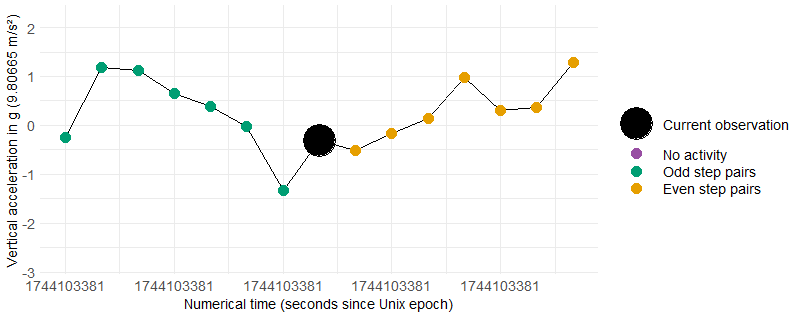 Vertical acceleration in g (9.80665 m/s²)
2
1
0
-1
-2
-3
1744103381 1744103381 1744103381 1744103381 1744103381
Numerical time (seconds since Unix epoch)
Current observation
No activity
Odd step pairs
Even step pairs